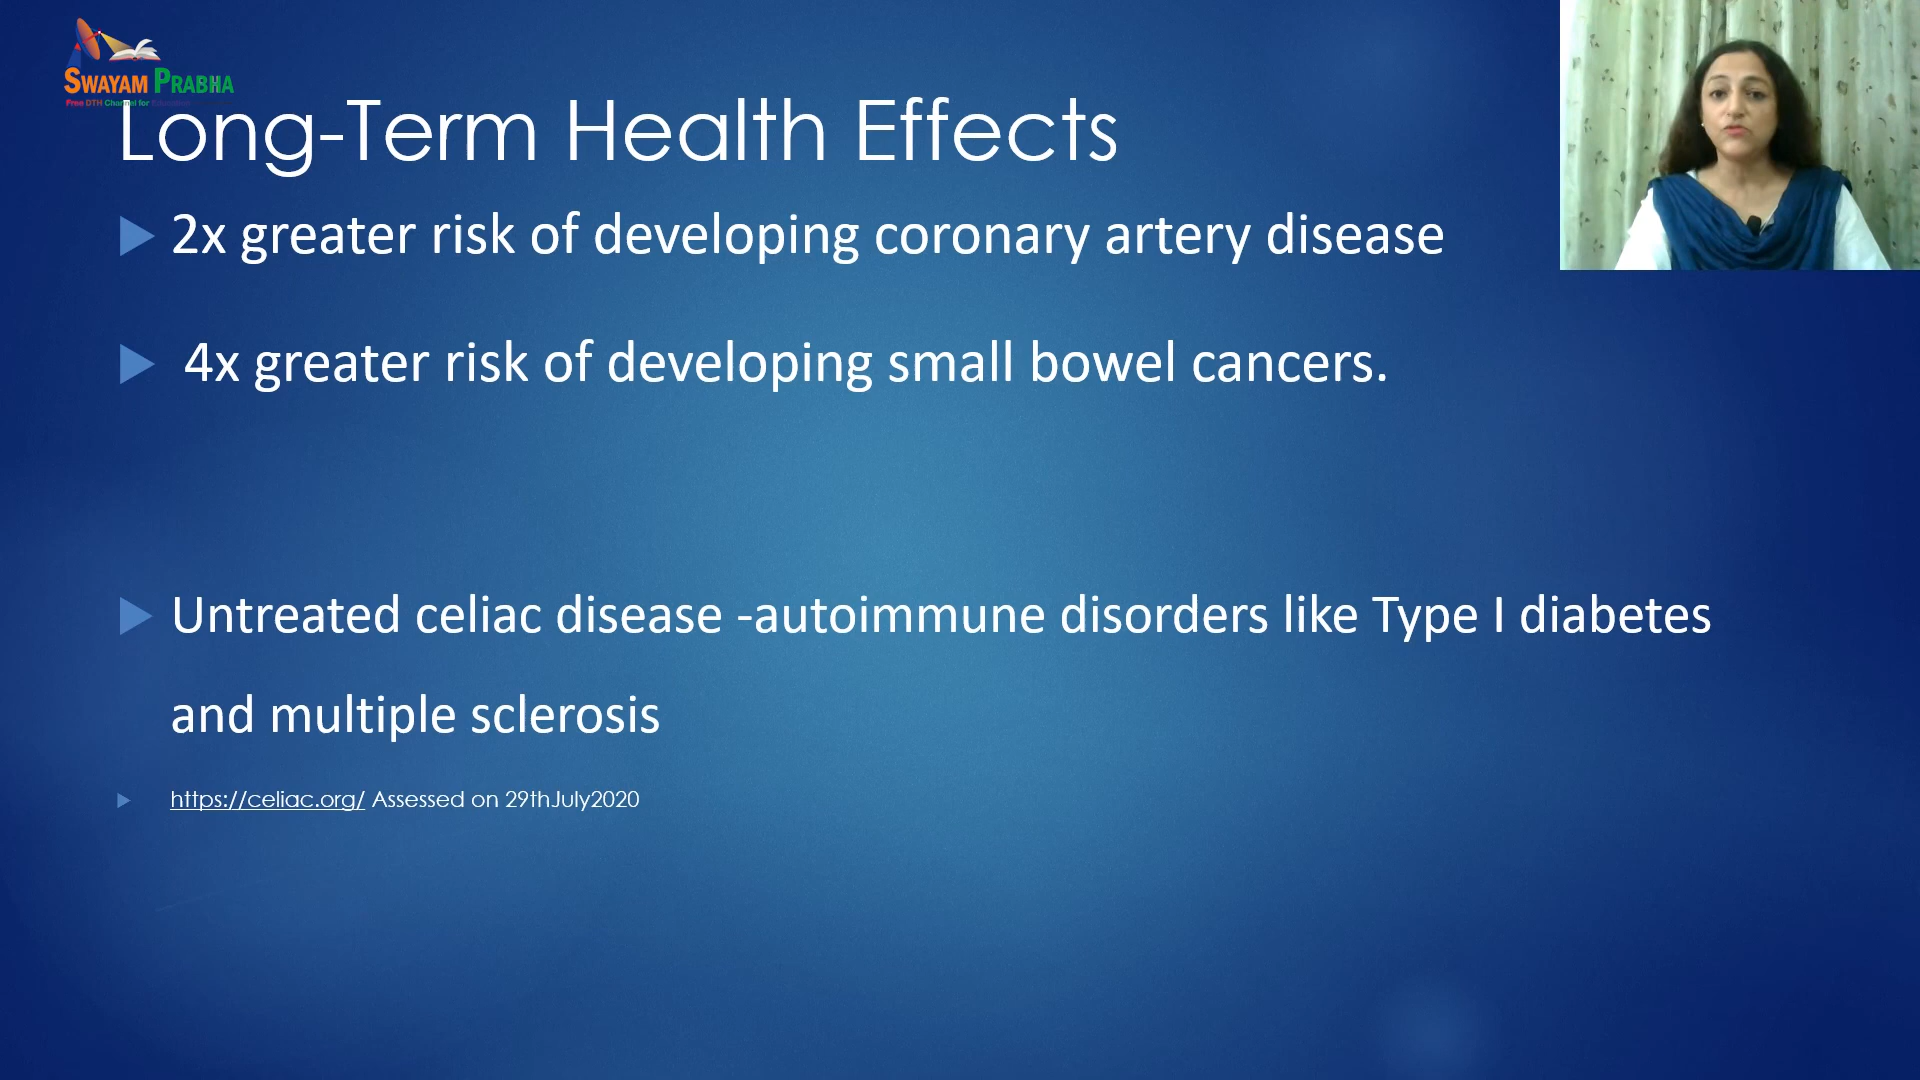 SWAYAM PRABHA
Free DTH Channel for Education
Long-Term Health Effects
2x greater risk of developing coronary artery disease
4x greater risk of developing small bowel cancers.
Untreated celiac disease -autoimmune disorders like Type I diabetes
and multiple sclerosis
https://celiac.org/ Assessed on 29thJuly2020